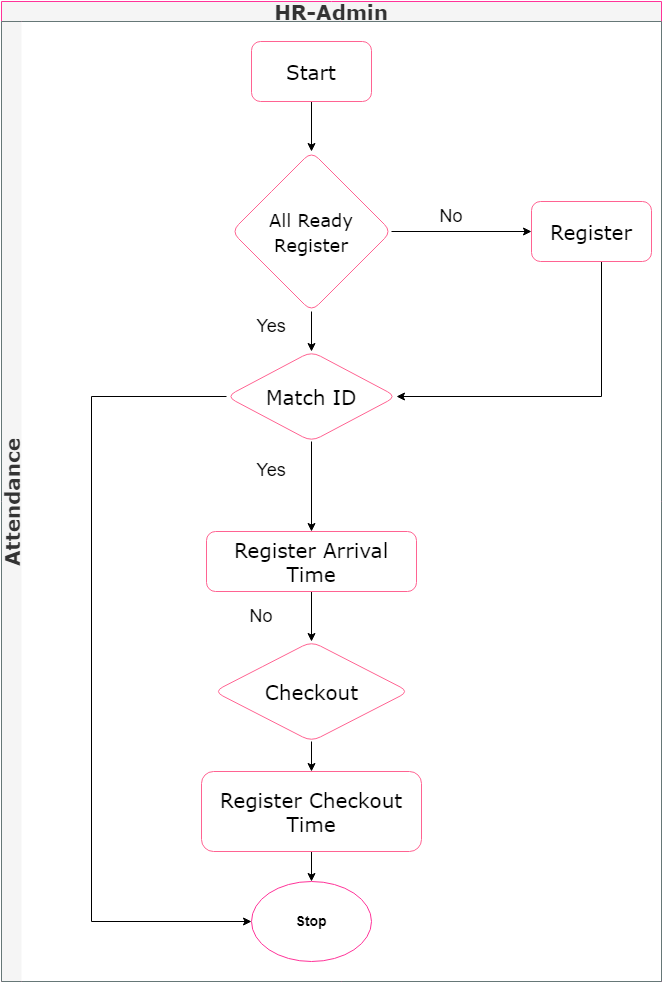 HR-Admin
Attendance
Start
All Ready
Register
No
Register
Yes
Match ID
Yes
Register Arrival
Time
No
Checkout
Register Checkout
Time
Stop